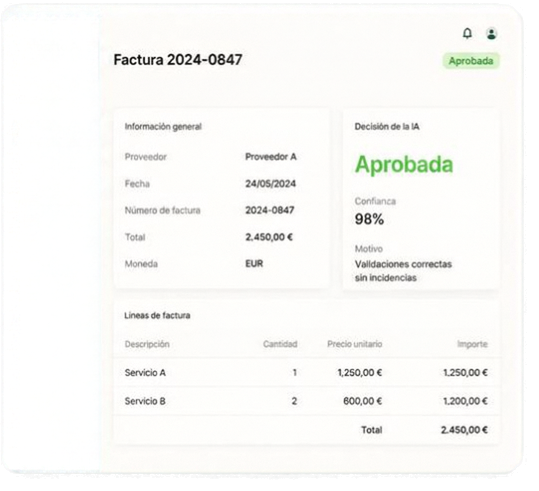 Factura 2024-0847
Aprobada
Información general
Proveedor Proveedor A
Fecha 24/05/2024
Número de factura 2024-0847
Total 2.450,00 €
Moneda EUR
Decisión de la IA
Aprobada
Confianca
98%
Motivo
Validaciones correctas
sin incidencias
Líneas de factura
Descripción Cantidad Precio unitario Importe
Servicio A 1 1,250,00 € 1.250,00 €
Servicio B 2 600,00 € 1.200,00 €
Total 2.450,00 €